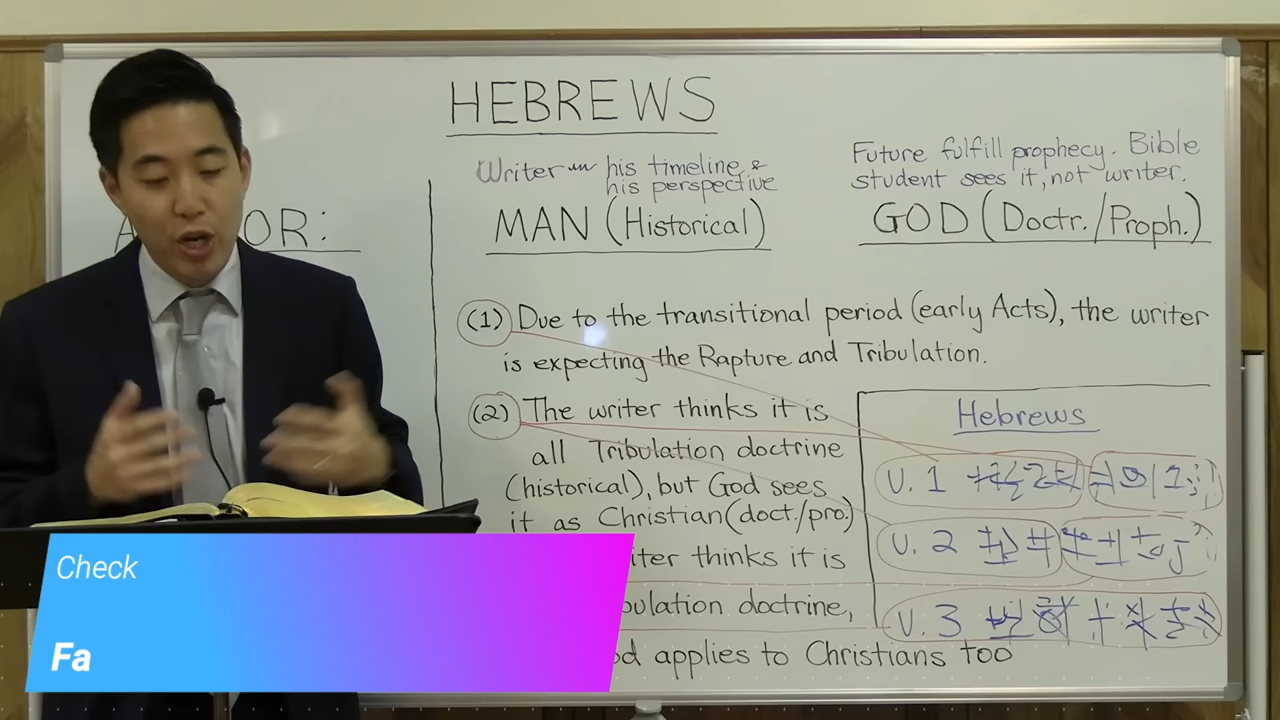 HEBREWS
Writer in his timeline &
his perspective
MAN (Historical)
Future fulfill prophecy. Bible
student sees it, not writer.
GOD (Doctr./Proph.)
OR:
(1) Due to the transitional period (early Acts), the writer
is expecting the Rapture and Tribulation.
(2) The writer thinks it is
all Tribulation doctrine
(historical), but God sees
it as Christian (doct./pro.)
iter thinks it is
bulation doctrine,
od applies to Christians too
Hebrews
V. 1
V. 2
V. 3
Check
Fa